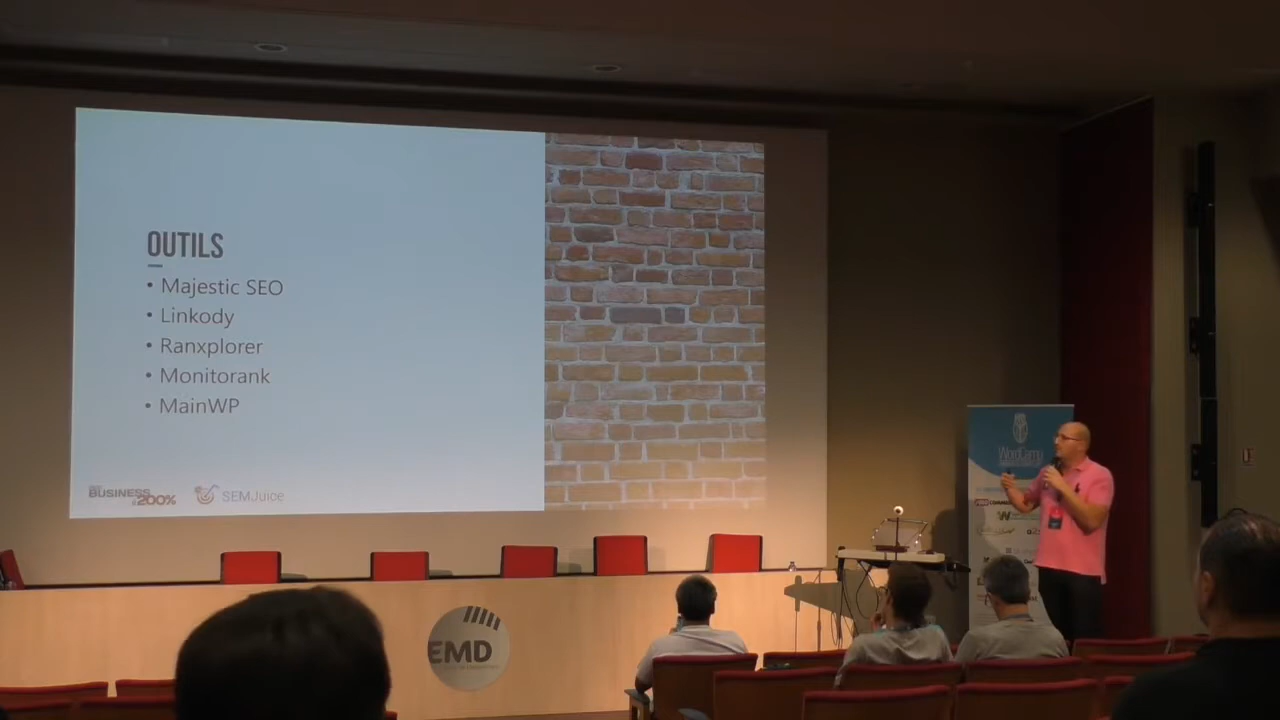 OUTILS
• Majestic SEO
• Linkody
• Ranxplorer
• Monitorank
• MainWP
BUSINESS
à 200%
SEMJuice
WordCamp
EMD